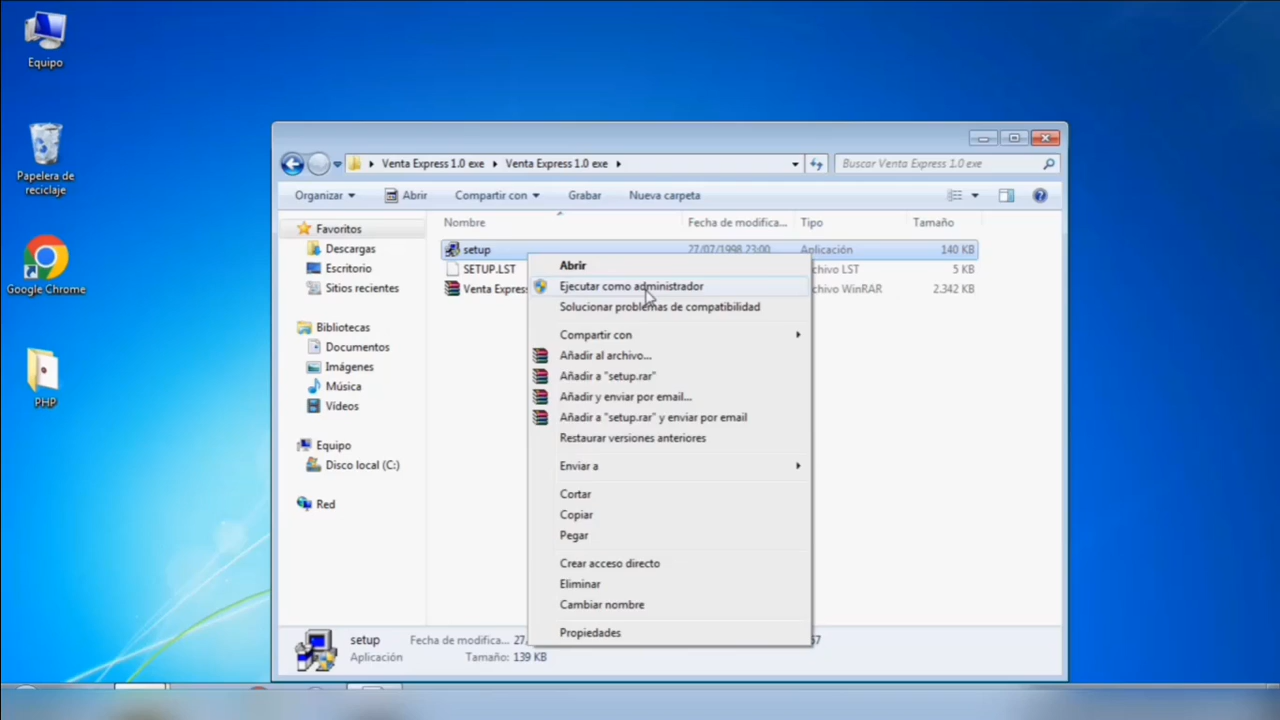 Equipo
Papelera de
reciclaje
Google Chrome
PHP
Venta Express 1.0 exe
Venta Express 1.0 exe
Buscar Venta Express 1.0 exe
Organizar
Abrir
Compartir con
Grabar
Nueva carpeta
Favoritos
Descargas
Escritorio
Sitios recientes
Bibliotecas
Documentos
Imágenes
Música
Vídeos
Equipo
Disco local (C:)
Red
Nombre
Fecha de modifica...
Tipo
Tamaño
setup
27/07/1998 23:00
Aplicación
140 KB
SETUP.LST
chivo LST
5 KB
Venta Express
chivo WinRAR
2.342 KB
Abrir
Ejecutar como administrador
Solucionar problemas de compatibilidad
Compartir con
Añadir al archivo...
Añadir a "setup.rar"
Añadir y enviar por email...
Añadir a "setup.rar" y enviar por email
Restaurar versiones anteriores
Enviar a
Cortar
Copiar
Pegar
Crear acceso directo
Eliminar
Cambiar nombre
Propiedades
setup
Fecha de modifica...
Aplicación
Tamaño: 139 KB